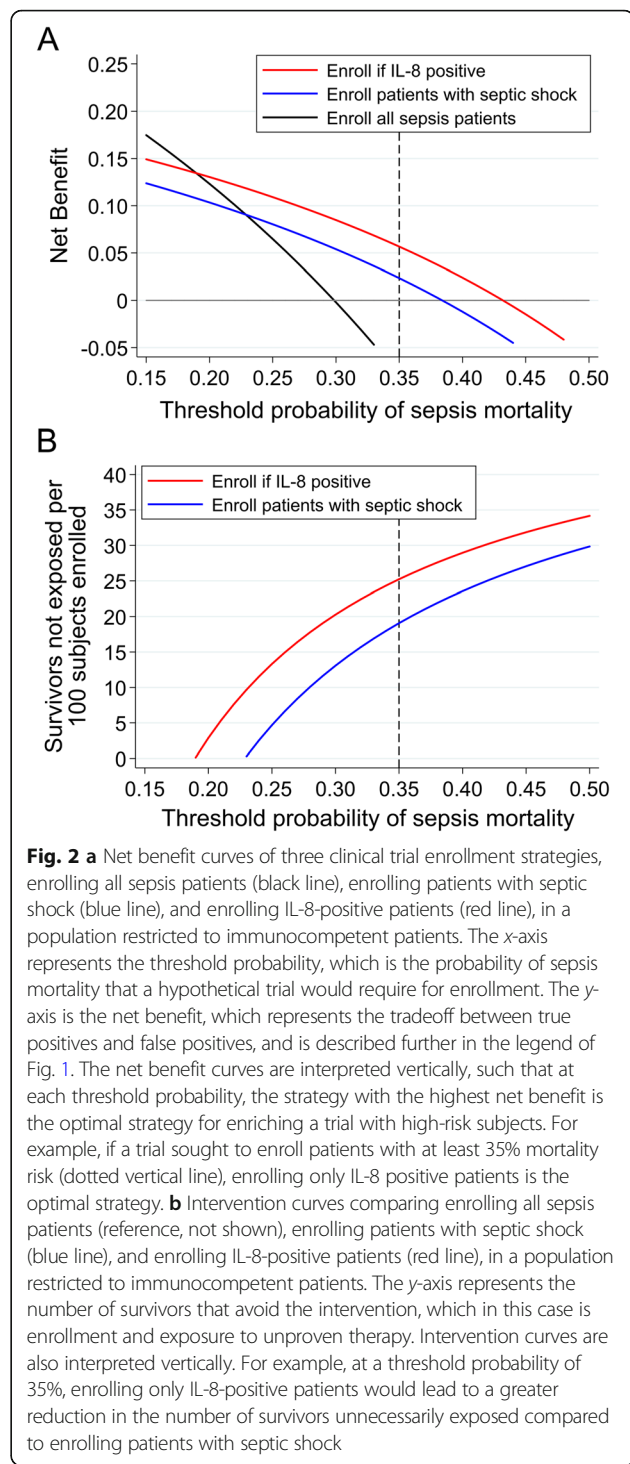 A
Enroll if IL-8 positive
Enroll patients with septic shock
Enroll all sepsis patients
0.25
0.20
0.15
0.10
0.05
0
-0.05
Net Benefit
0.15 0.20 0.25 0.30 0.35 0.40 0.45 0.50
Threshold probability of sepsis mortality
B
Enroll if IL-8 positive
Enroll patients with septic shock
40
35
30
25
20
15
10
5
0
Survivors not exposed per
100 subjects enrolled
0.15 0.20 0.25 0.30 0.35 0.40 0.45 0.50
Threshold probability of sepsis mortality
Fig. 2 a Net benefit curves of three clinical trial enrollment strategies,
enrolling all sepsis patients (black line), enrolling patients with septic
shock (blue line), and enrolling IL-8-positive patients (red line), in a
population restricted to immunocompetent patients. The x-axis
represents the threshold probability, which is the probability of sepsis
mortality that a hypothetical trial would require for enrollment. The y-
axis is the net benefit, which represents the tradeoff between true
positives and false positives, and is described further in the legend of
Fig. 1. The net benefit curves are interpreted vertically, such that at
each threshold probability, the strategy with the highest net benefit is
the optimal strategy for enriching a trial with high-risk subjects. For
example, if a trial sought to enroll patients with at least 35% mortality
risk (dotted vertical line), enrolling only IL-8 positive patients is the
optimal strategy. b Intervention curves comparing enrolling all sepsis
patients (reference, not shown), enrolling patients with septic shock
(blue line), and enrolling IL-8-positive patients (red line), in a population
restricted to immunocompetent patients. The y-axis represents the
number of survivors that avoid the intervention, which in this case is
enrollment and exposure to unproven therapy. Intervention curves are
also interpreted vertically. For example, at a threshold probability of
35%, enrolling only IL-8-positive patients would lead to a greater
reduction in the number of survivors unnecessarily exposed compared
to enrolling patients with septic shock